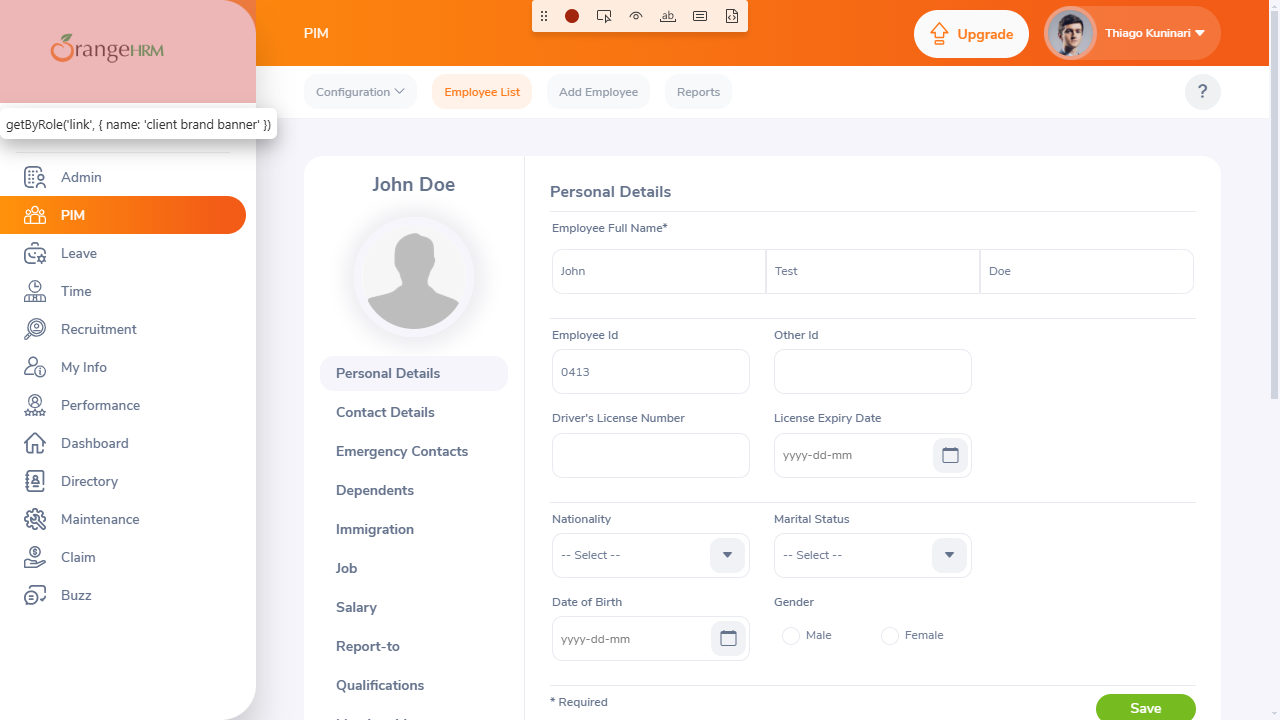 PIM
ab
Upgrade
Thiago Kuninari
OrangeHRM
Configuration
Employee List
Add Employee
Reports
?
getByRole('link', { name: 'client brand banner' })
Admin
PIM
Leave
Time
Recruitment
My Info
Performance
Dashboard
Directory
Maintenance
Claim
Buzz
John Doe
Personal Details
Contact Details
Emergency Contacts
Dependents
Immigration
Job
Salary
Report-to
Qualifications
Personal Details
Employee Full Name*
John Test Doe
Employee Id Other Id
0413
Driver's License Number License Expiry Date
yyyy-dd-mm
Nationality Marital Status
-- Select -- -- Select --
Date of Birth Gender
yyyy-dd-mm Male Female
* Required
Save